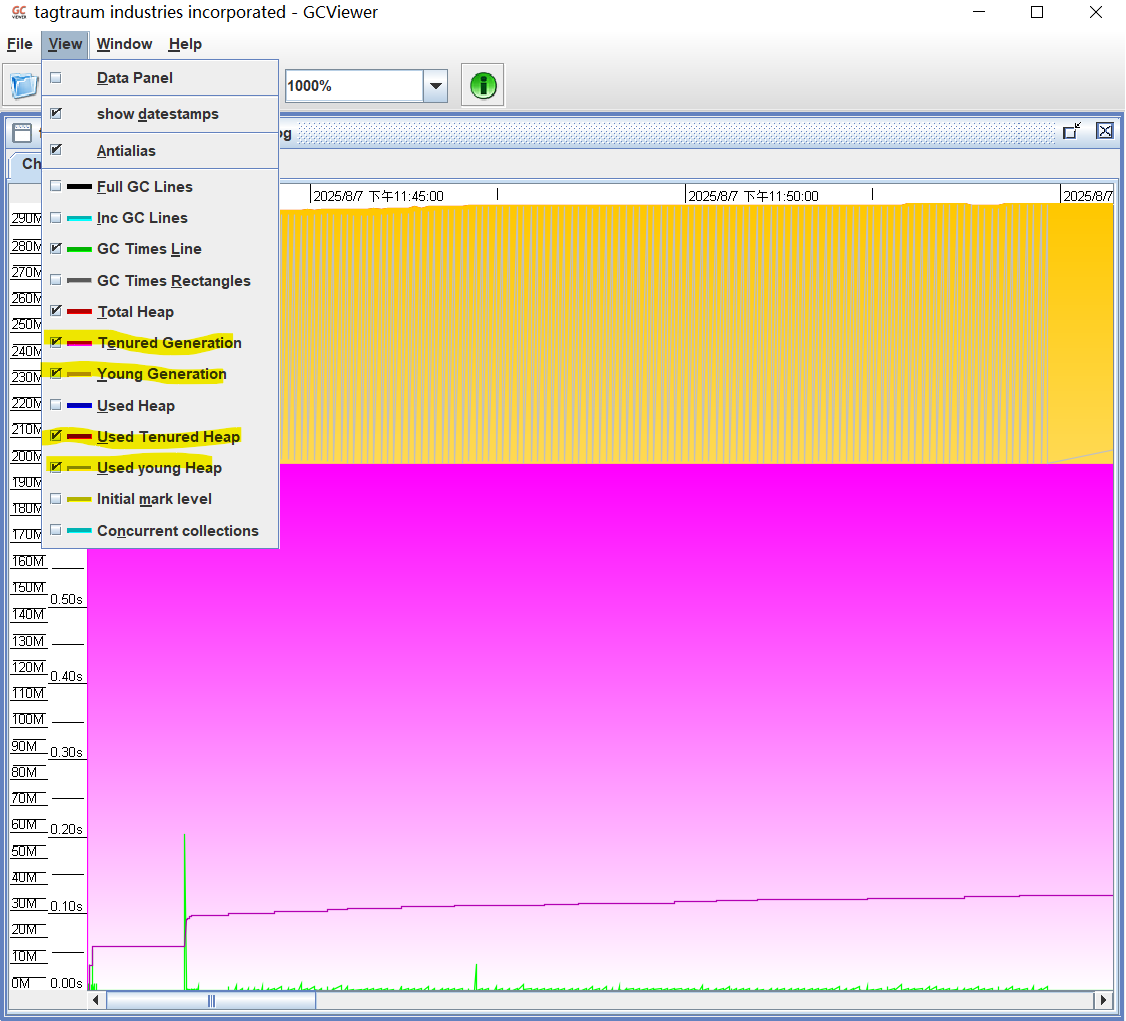 GC
VIEWER
tagtraum industries incorporated - GCViewer
File View Window Help
1000%
Data Panel
show datestamps
Antialias
Full GC Lines
Inc GC Lines
GC Times Line
GC Times Rectangles
Total Heap
Tenured Generation
Young Generation
Used Heap
Used Tenured Heap
Used young Heap
Initial mark level
Concurrent collections
og
Ch
2025/8/7 下午11:45:00
2025/8/7 下午11:50:00
2025/8/7
290M
280M
270M
260M
250M
240M
230M
220M
210M
200M
190M
180M
170M
160M
150M
0.50s
140M
130M
120M
0.40s
110M
100M
90M
0.30s
80M
70M
60M
0.20s
50M
40M
30M
0.10s
20M
10M
0M
0.00s